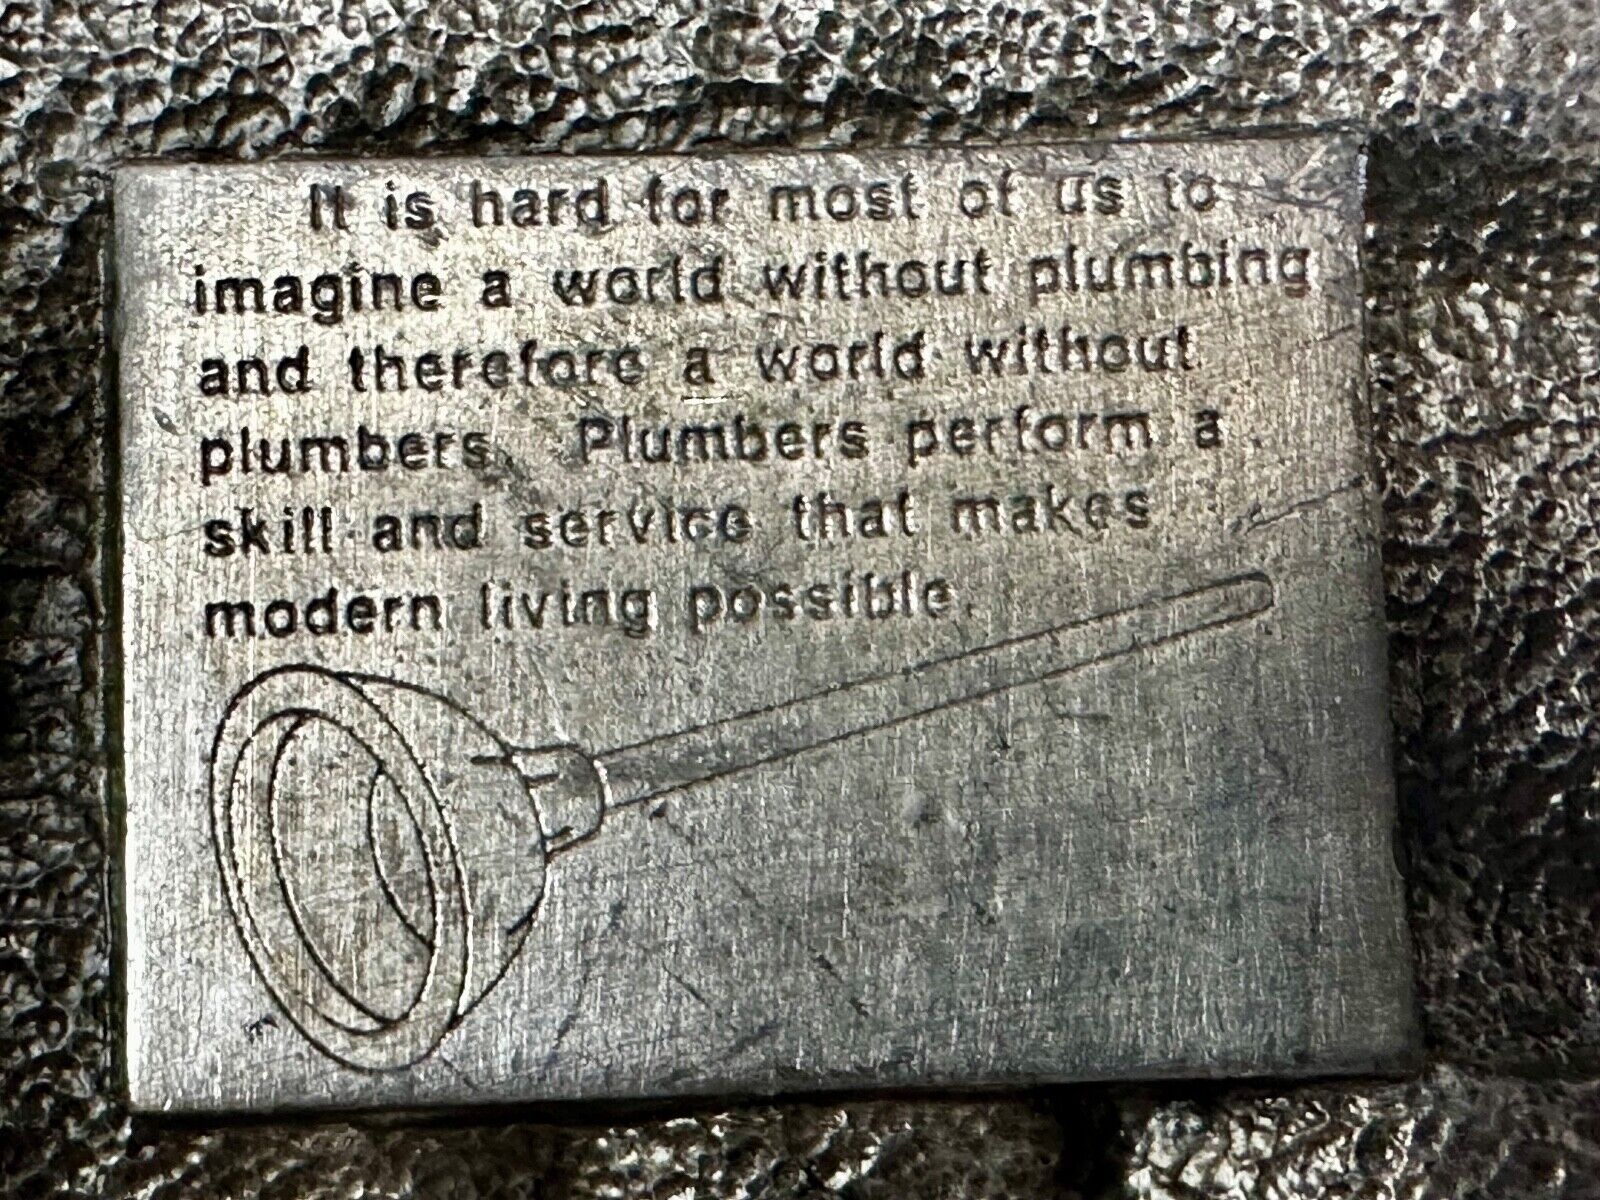 It is hard for most of us to
imagine a world without plumbing
and therefore a world without
plumbers. Plumbers perform a
skill and service that makes
modern living possible.